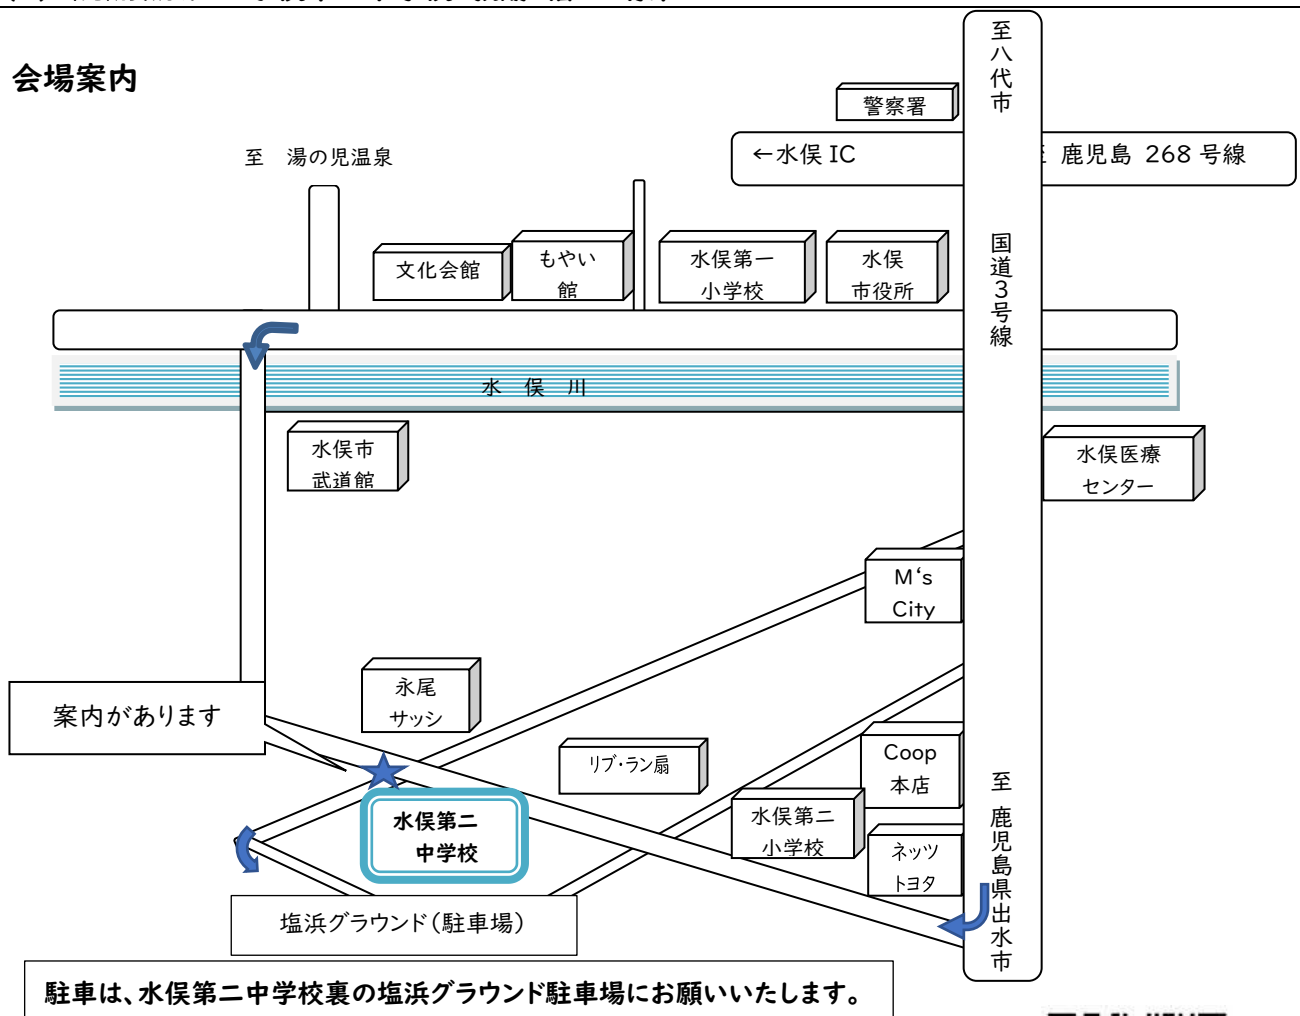 会場案内
至八代市
警察署
←水俣 IC
鹿児島 268 号線
至 湯の児温泉
国道3号線
文化会館
もやい
館
水俣第一
小学校
水俣
市役所
水 俣 川
水俣市
武道館
水俣医療
センター
M‘s
City
永尾
サッシ
案内があります
リブ・ラン扇
Coop
本店
水俣第二
小学校
水俣第二
中学校
ネッツ
トヨタ
至 鹿児島県出水市
塩浜グラウンド（駐車場）
駐車は、水俣第二中学校裏の塩浜グラウンド駐車場にお願いいたします。